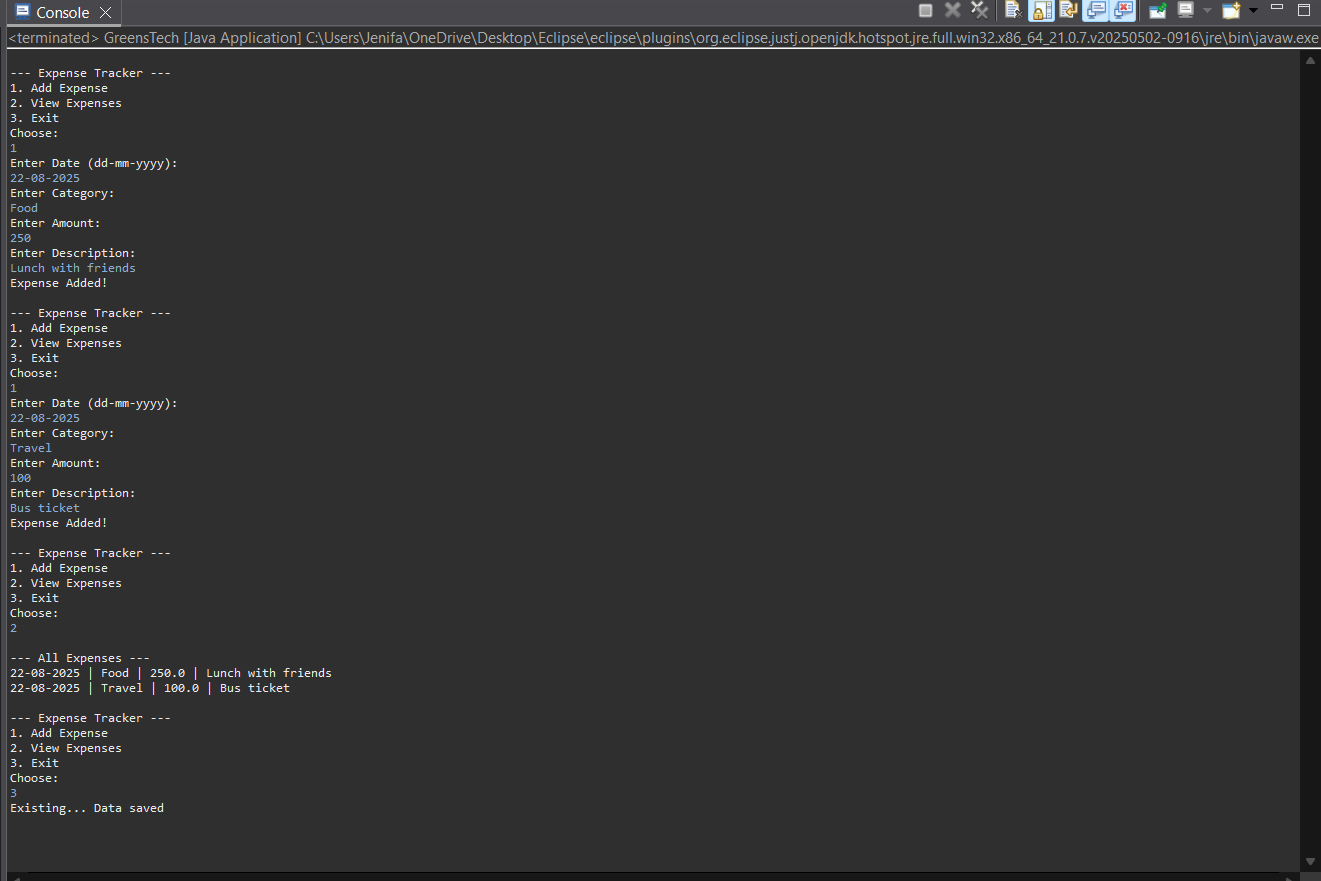 Console
<terminated> GreensTech [Java Application] C:\Users\Jenifa\OneDrive\Desktop\Eclipse\eclipse\plugins\org.eclipse.justj.openjdk.hotspot.jre.full.win32.x86_64_21.0.7.v20250502-0916\jre\bin\javaw.exe
--- Expense Tracker ---
1. Add Expense
2. View Expenses
3. Exit
Choose:
1
Enter Date (dd-mm-yyyy):
22-08-2025
Enter Category:
Food
Enter Amount:
250
Enter Description:
Lunch with friends
Expense Added!
--- Expense Tracker ---
1. Add Expense
2. View Expenses
3. Exit
Choose:
1
Enter Date (dd-mm-yyyy):
22-08-2025
Enter Category:
Travel
Enter Amount:
100
Enter Description:
Bus ticket
Expense Added!
--- Expense Tracker ---
1. Add Expense
2. View Expenses
3. Exit
Choose:
2
--- All Expenses ---
22-08-2025 | Food | 250.0 | Lunch with friends
22-08-2025 | Travel | 100.0 | Bus ticket
--- Expense Tracker ---
1. Add Expense
2. View Expenses
3. Exit
Choose:
3
Existing... Data saved